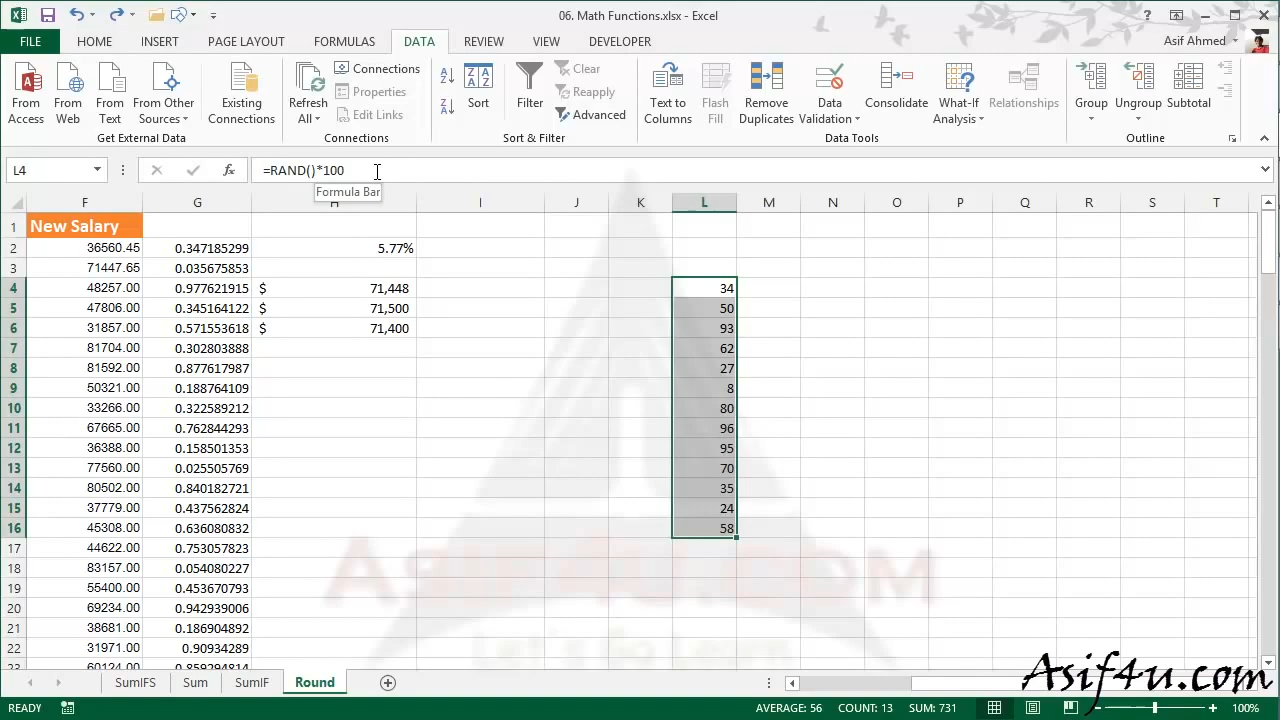 06. Math Functions.xlsx - Excel
?
FILE HOME INSERT PAGE LAYOUT FORMULAS DATA REVIEW VIEW DEVELOPER Asif Ahmed
From Access
From Web
From Text
From Other Sources
Existing Connections
Get External Data
Refresh All
Connections
Properties
Edit Links
Connections
Sort
Filter
Clear
Reapply
Advanced
Sort & Filter
Text to Columns
Flash Fill
Remove Duplicates
Data Validation
Consolidate
What-If Analysis
Relationships
Data Tools
Group
Ungroup
Subtotal
Outline
L4 fx =RAND()*100
Formula Bar
F G H I J K L M N O P Q R S T
1 New Salary
2 36560.45 0.347185299 5.77%
3 71447.65 0.035675853
4 48257.00 0.977621915 $ 71,448 34
5 47806.00 0.345164122 $ 71,500 50
6 31857.00 0.571553618 $ 71,400 93
7 81704.00 0.302803888 62
8 81592.00 0.877617987 27
9 50321.00 0.188764109 8
10 33266.00 0.322589212 80
11 67665.00 0.762844293 96
12 36388.00 0.158501353 95
13 77560.00 0.025505769 70
14 80502.00 0.840182721 35
15 37779.00 0.437562824 24
16 45308.00 0.636080832 58
17 44622.00 0.753057823
18 83157.00 0.054080227
19 55400.00 0.453670793
20 69234.00 0.942939006
21 38681.00 0.186904892
22 31971.00 0.90934289
23 60124.00 0.859294814
Asif4U.com
Let's Go Learn
SumIFS Sum SumIF Round
Asif4u.com
READY AVERAGE: 56 COUNT: 13 SUM: 731 100%